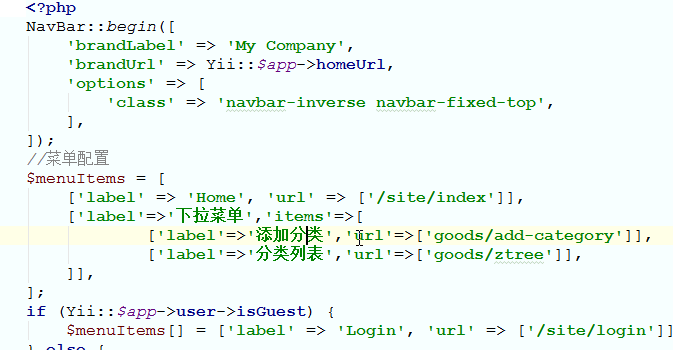 <?php
NavBar::begin([
    'brandLabel' => 'My Company',
    'brandUrl' => Yii::$app->homeUrl,
    'options' => [
        'class' => 'navbar-inverse navbar-fixed-top',
    ],
]);
//菜单配置
$menuItems = [
    ['label' => 'Home', 'url' => ['/site/index']],
    ['label'=>'下拉菜单','items'=>[
            ['label'=>'添加分类','url'=>['goods/add-category']],
            ['label'=>'分类列表','url'=>['goods/ztree']],
    ]],
];
if (Yii::$app->user->isGuest) {
    $menuItems[] = ['label' => 'Login', 'url' => ['/site/login']]
} else {